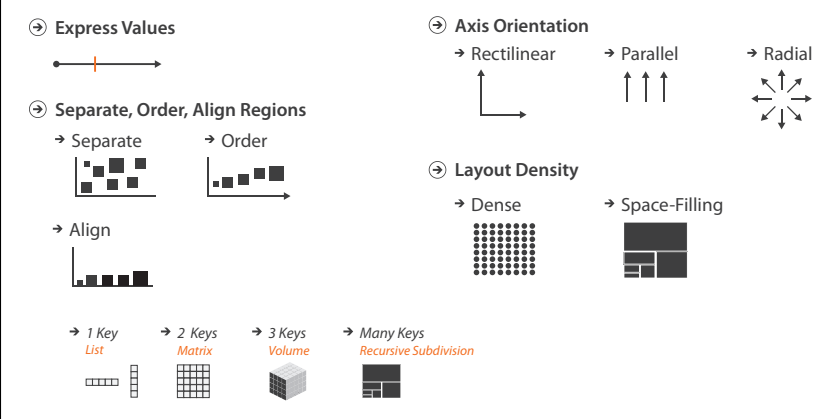 Express Values
Separate, Order, Align Regions
Separate
Order
Align
1 Key
List
2 Keys
Matrix
3 Keys
Volume
Many Keys
Recursive Subdivision
Axis Orientation
Rectilinear
Parallel
Radial
Layout Density
Dense
Space-Filling